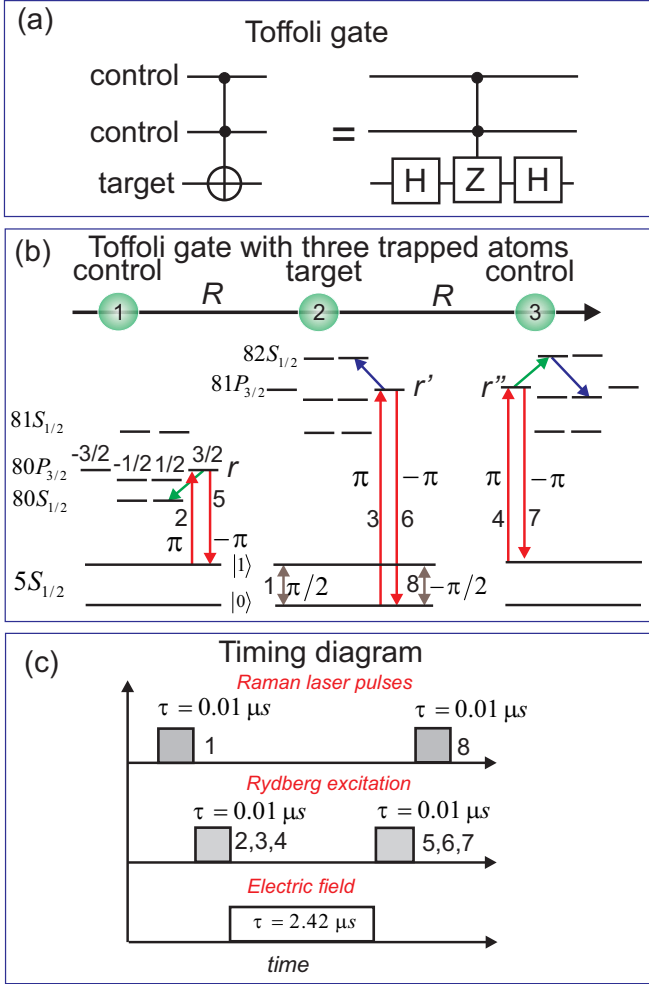 (a)
Toffoli gate
control
control
=
target
H
Z
H
(b)
Toffoli gate with three trapped atoms
control
target
control
R
R
1
2
3
82S1/2
81P3/2
r'
r''
81S1/2
-3/2
3/2
80P3/2
-1/2
1/2
r
80S1/2
2
5
π
−π
π
−π
3
6
π
−π
4
7
|1⟩
5S1/2
1
π/2
8
−π/2
|0⟩
(c)
Timing diagram
Raman laser pulses
τ = 0.01 μs
τ = 0.01 μs
1
8
Rydberg excitation
τ = 0.01 μs
τ = 0.01 μs
2,3,4
5,6,7
Electric field
τ = 2.42 μs
time